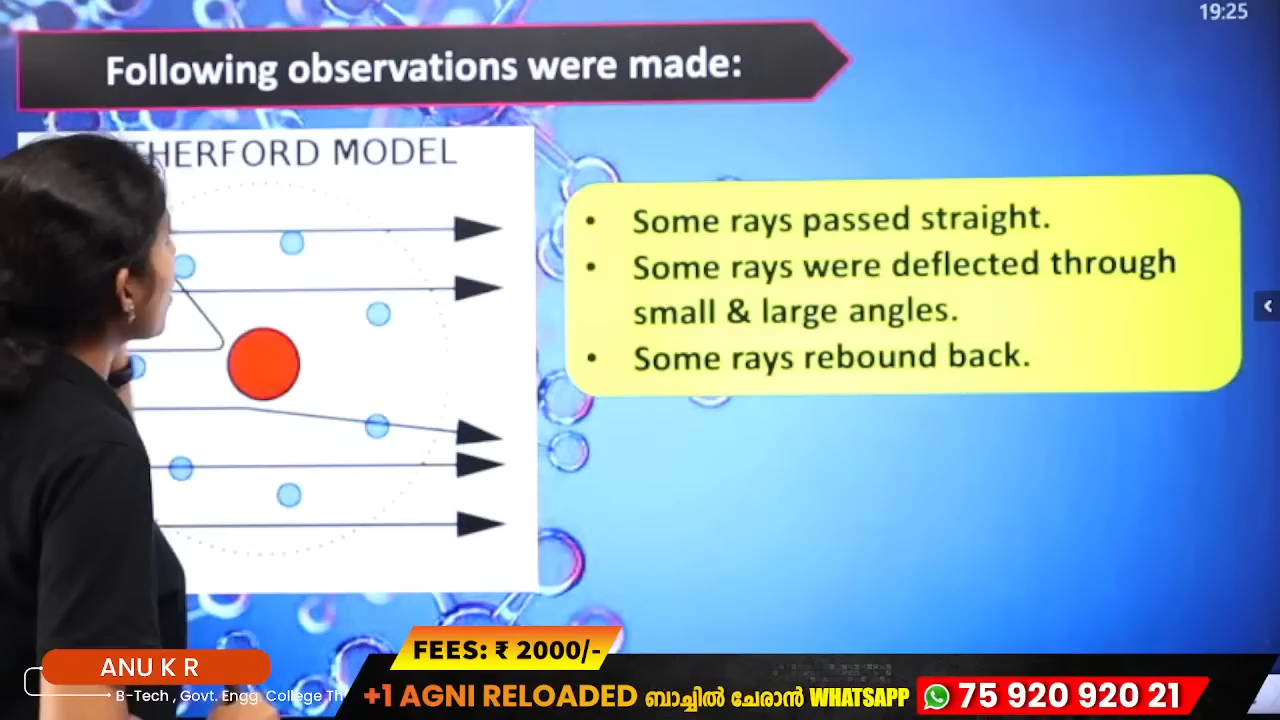 19:25
Following observations were made:
THERFORD MODEL
• Some rays passed straight.
• Some rays were deflected through
small & large angles.
• Some rays rebound back.
FEES: ₹ 2000/-
ANU K R
B-Tech , Govt. Engg. College Th
+1 AGNI RELOADED ബാച്ചിൽ ചേരാൻ WHATSAPP 75 920 920 21